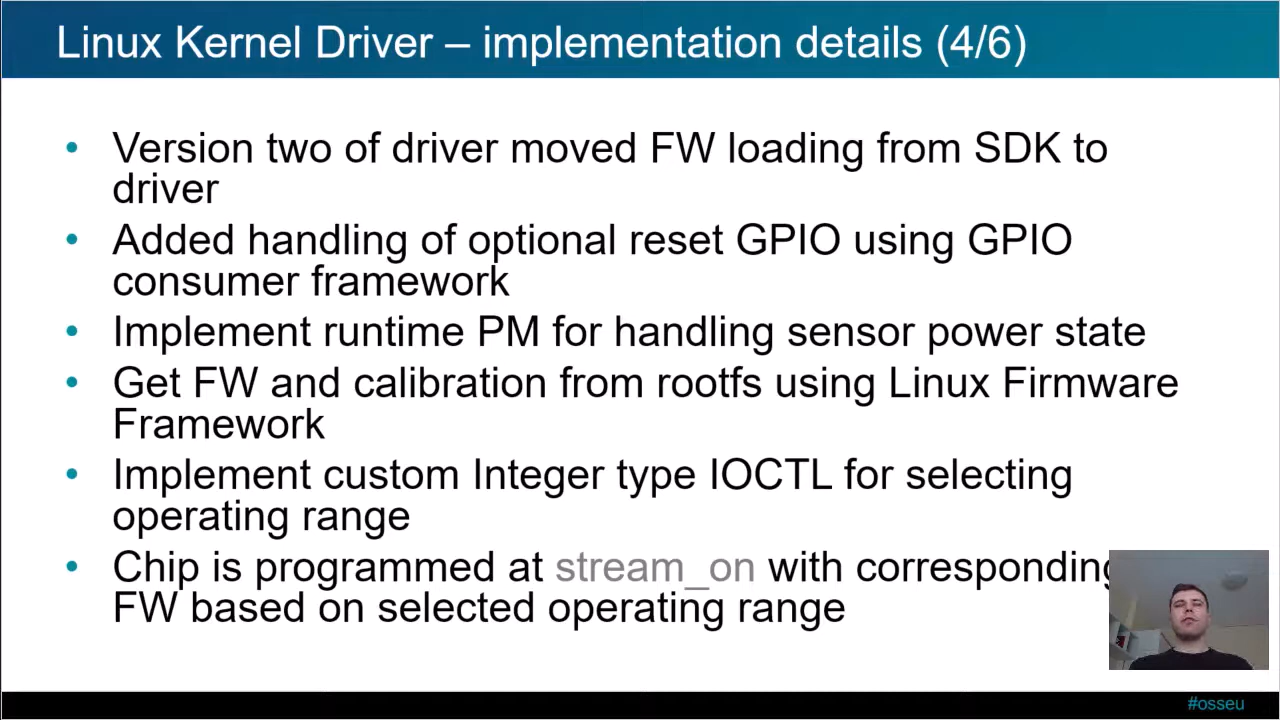 Linux Kernel Driver – implementation details (4/6)
• Version two of driver moved FW loading from SDK to
driver
• Added handling of optional reset GPIO using GPIO
consumer framework
• Implement runtime PM for handling sensor power state
• Get FW and calibration from rootfs using Linux Firmware
Framework
• Implement custom Integer type IOCTL for selecting
operating range
• Chip is programmed at stream_on with corresponding
FW based on selected operating range
#osseu